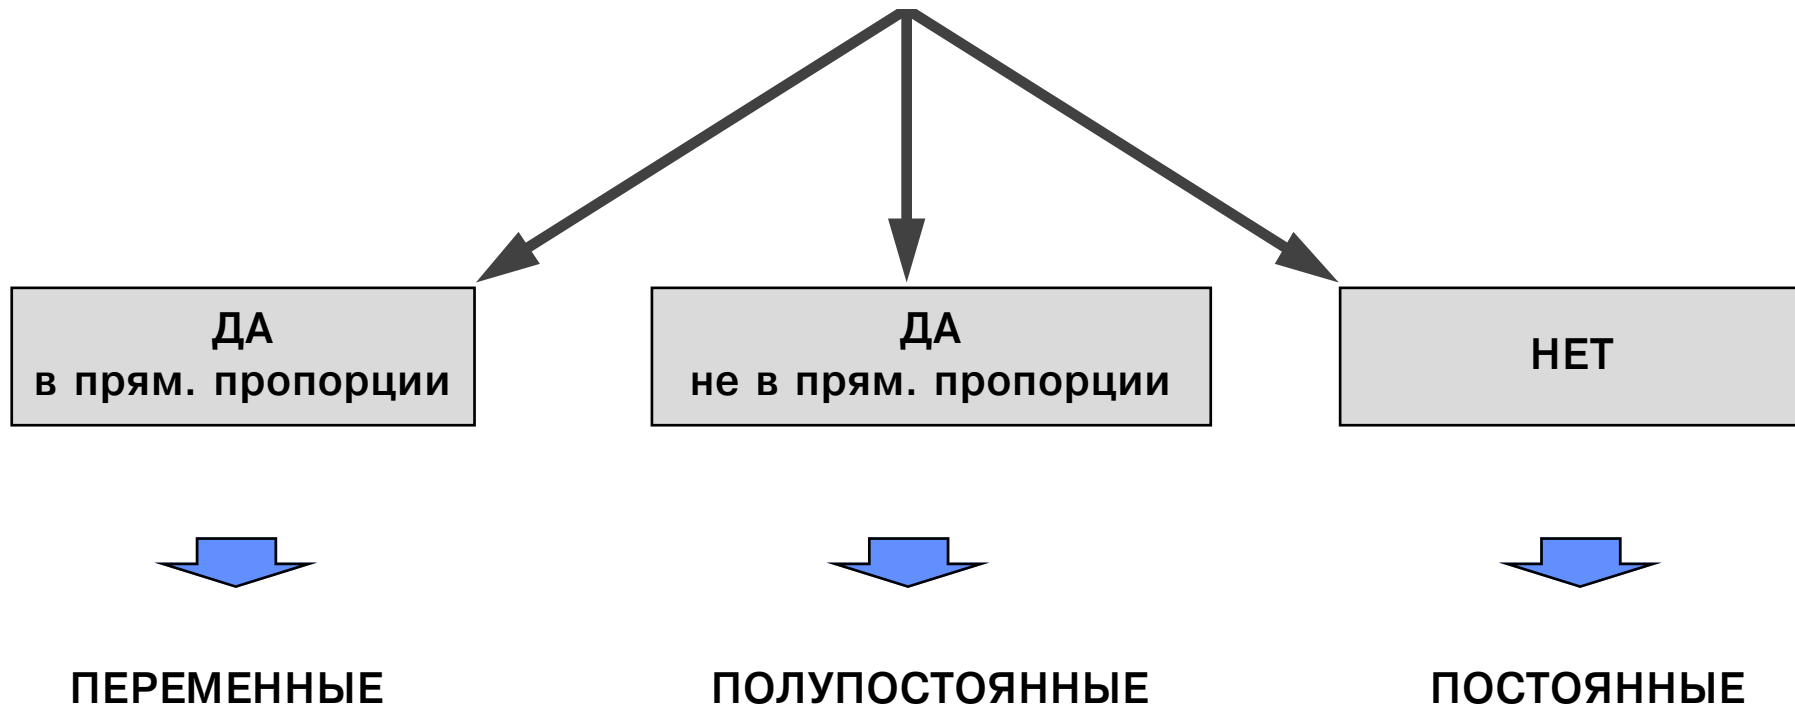 ДА
в прям. пропорции
ДА
не в прям. пропорции
НЕТ
ПЕРЕМЕННЫЕ
ПОЛУПОСТОЯННЫЕ
ПОСТОЯННЫЕ